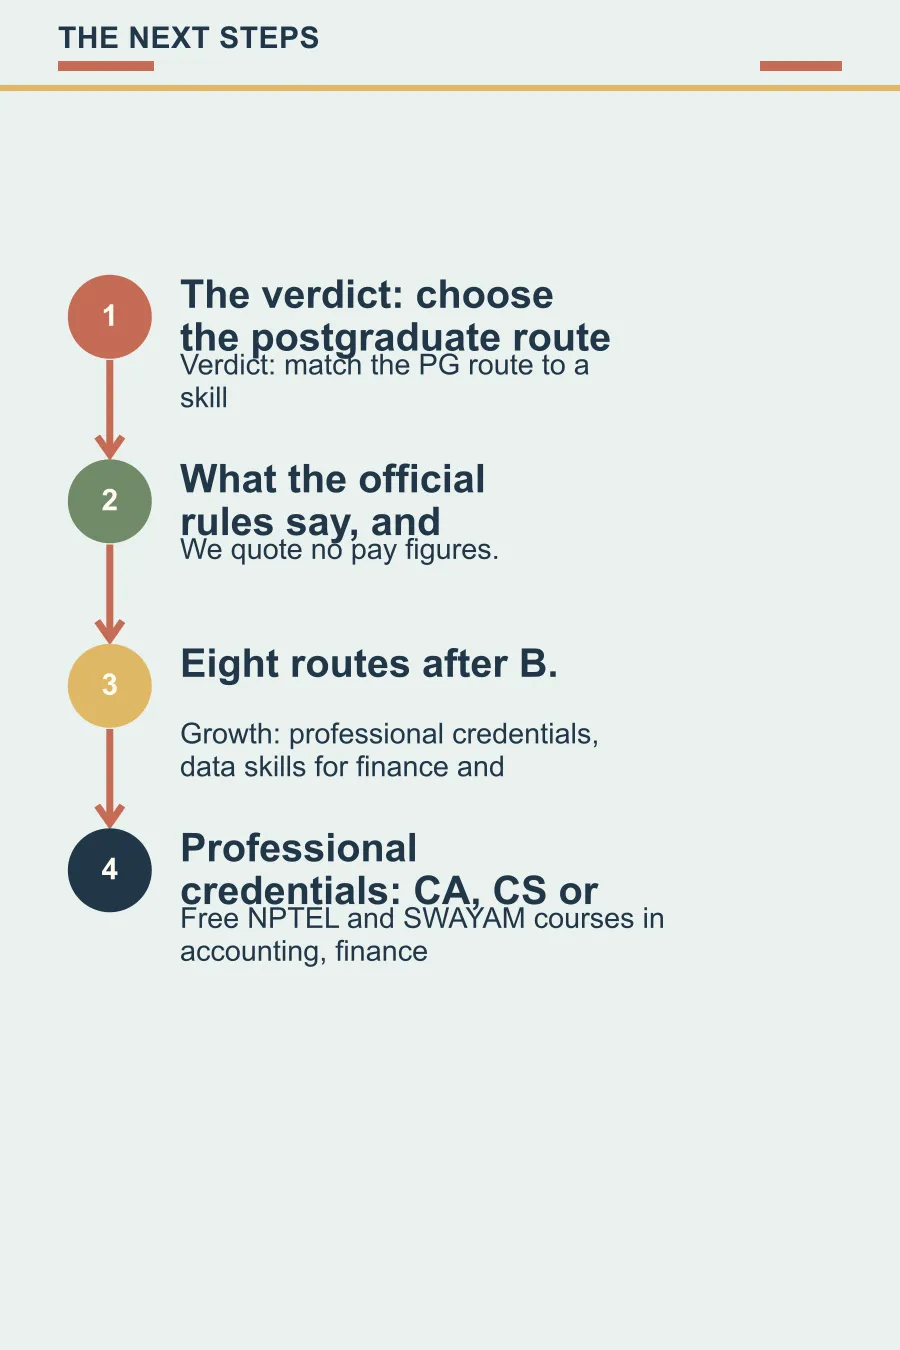 THE NEXT STEPS
1
The verdict: choose
the postgraduate route
Verdict: match the PG route to a
skill
2
What the official
rules say, and
We quote no pay figures.
3
Eight routes after B.
Growth: professional credentials,
data skills for finance and
4
Professional
credentials: CA, CS or
Free NPTEL and SWAYAM courses in
accounting, finance